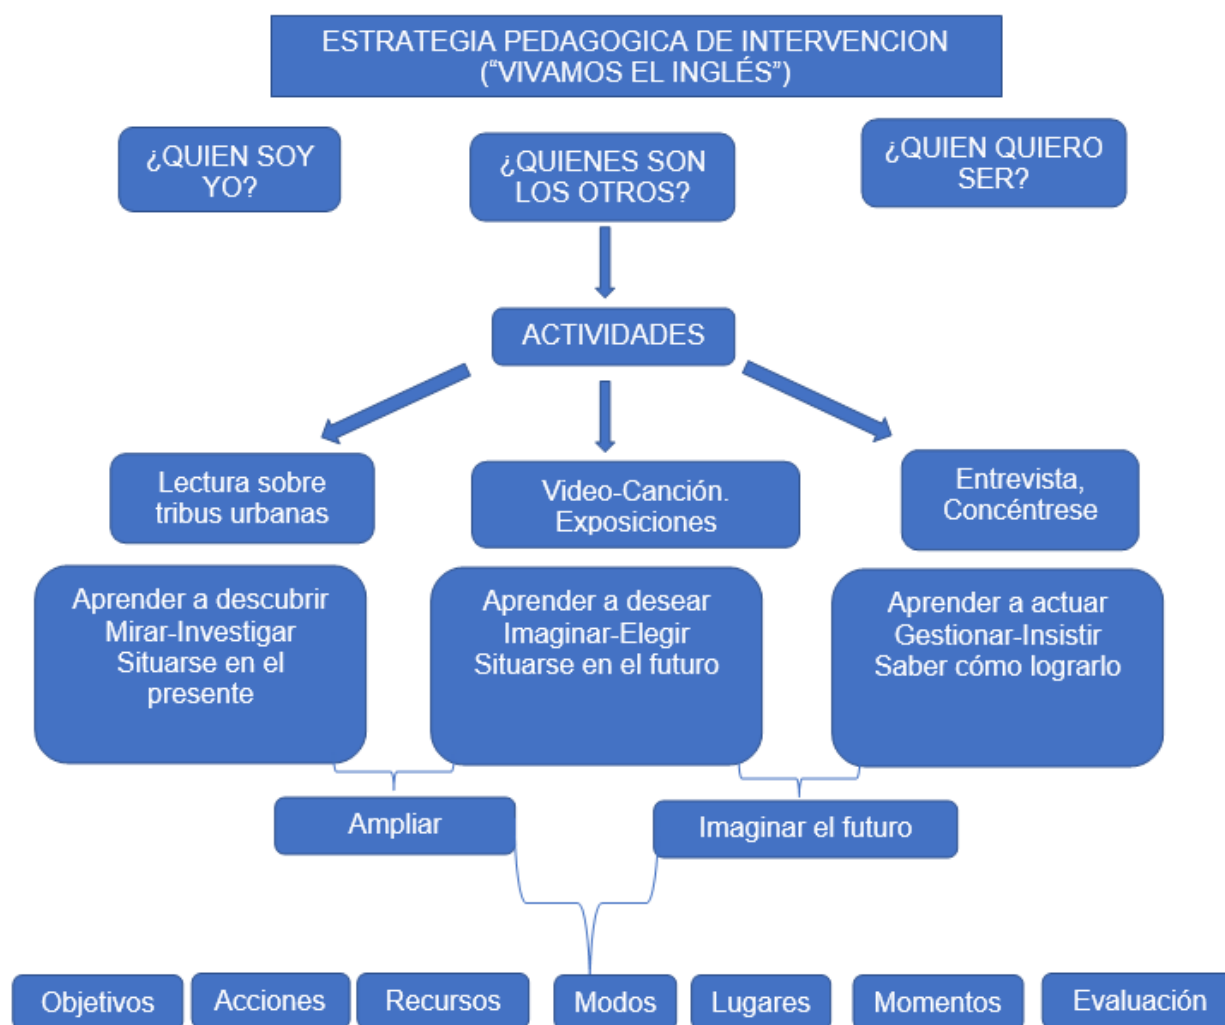 ESTRATEGIA PEDAGOGICA DE INTERVENCION
(“VIVAMOS EL INGLÉS”)
¿QUIEN SOY
YO?
¿QUIENES SON
LOS OTROS?
¿QUIEN QUIERO
SER?
ACTIVIDADES
Lectura sobre
tribus urbanas
Video-Canción.
Exposiciones
Entrevista,
Concéntrese
Aprender a descubrir
Mirar-Investigar
Situarse en el
presente
Aprender a desear
Imaginar-Elegir
Situarse en el futuro
Aprender a actuar
Gestionar-Insistir
Saber cómo lograrlo
Ampliar
Imaginar el futuro
Objetivos
Acciones
Recursos
Modos
Lugares
Momentos
Evaluación